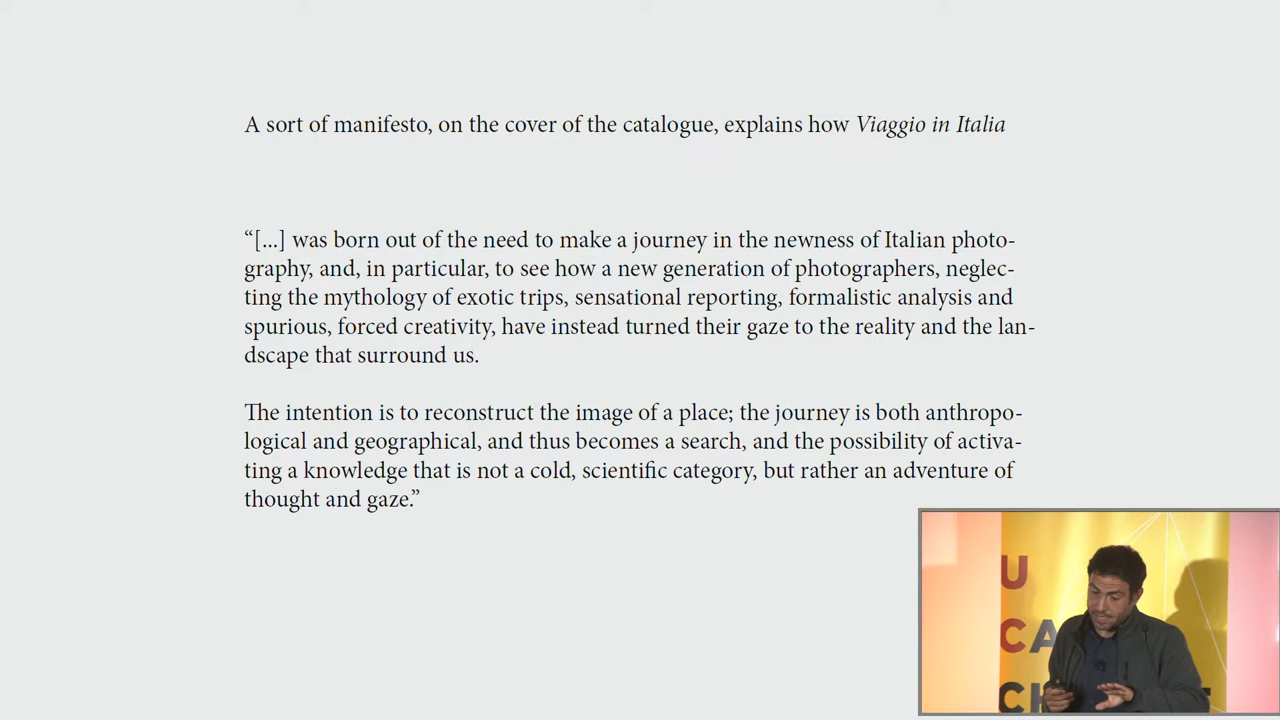 A sort of manifesto, on the cover of the catalogue, explains how Viaggio in Italia
“[...] was born out of the need to make a journey in the newness of Italian photo-
graphy, and, in particular, to see how a new generation of photographers, neglec-
ting the mythology of exotic trips, sensational reporting, formalistic analysis and
spurious, forced creativity, have instead turned their gaze to the reality and the lan-
dscape that surround us.
The intention is to reconstruct the image of a place; the journey is both anthropo-
logical and geographical, and thus becomes a search, and the possibility of activa-
ting a knowledge that is not a cold, scientific category, but rather an adventure of
thought and gaze.”
U
CA